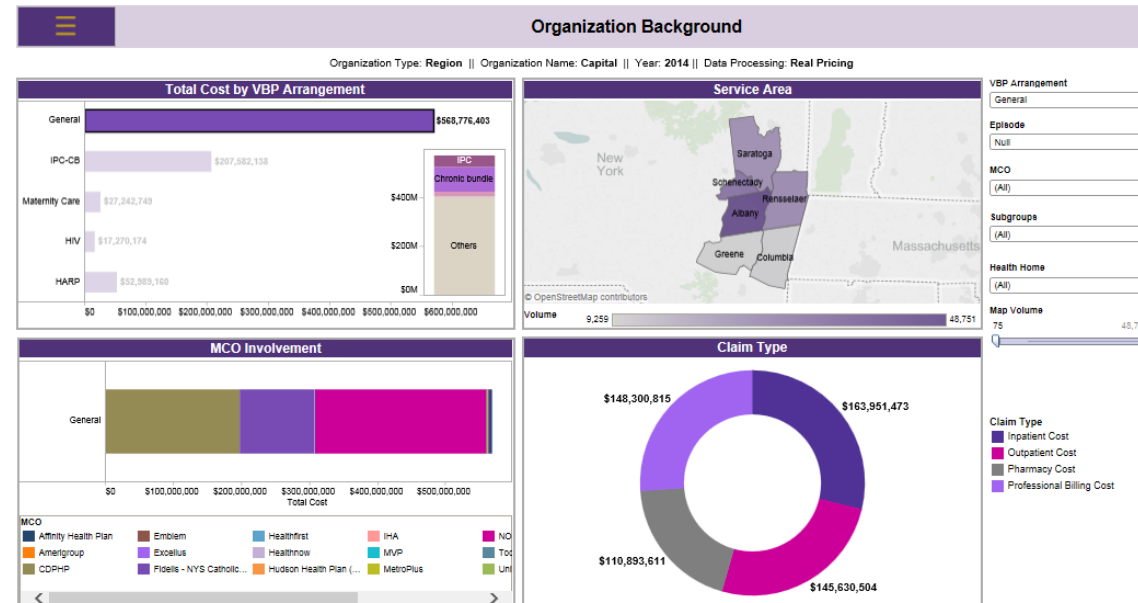 Organization Background
Organization Type: Region || Organization Name: Capital || Year: 2014 || Data Processing: Real Pricing
Total Cost by VBP Arrangement
General
$568,776,403
IPC-CB
$207,582,138
Maternity Care
$27,242,749
HIV
$17,270,174
HARP
IPC
Chronic bundle
Others
$400M
$200M
$0M
$0 $100,000,000 $200,000,000 $300,000,000 $400,000,000 $500,000,000 $600,000,000
Service Area
New
York
Massachusetts
Saratoga
Schenectady
Rensselaer
Albany
Greene
Columbia
© OpenStreetMap contributors
Volume
9,259
48,751
VBP Arrangement
General
Episode
Null
MCO
(All)
Subgroups
(All)
Health Home
(All)
Map Volume
75
48,7
MCO Involvement
General
$0 $100,000,000 $200,000,000 $300,000,000 $400,000,000 $500,000,000
Total Cost
MCO
Affinity Health Plan Emblem Healthfirst IHA NO
Amerigroup Excellus Healthnow MVP
CDPHP Fidelis - NYS Catholic... Hudson Health Plan (... MetroPlus
Claim Type
$148,300,815
$163,951,473
$110,893,611
$145,630,504
Claim Type
Inpatient Cost
Outpatient Cost
Pharmacy Cost
Professional Billing Cost